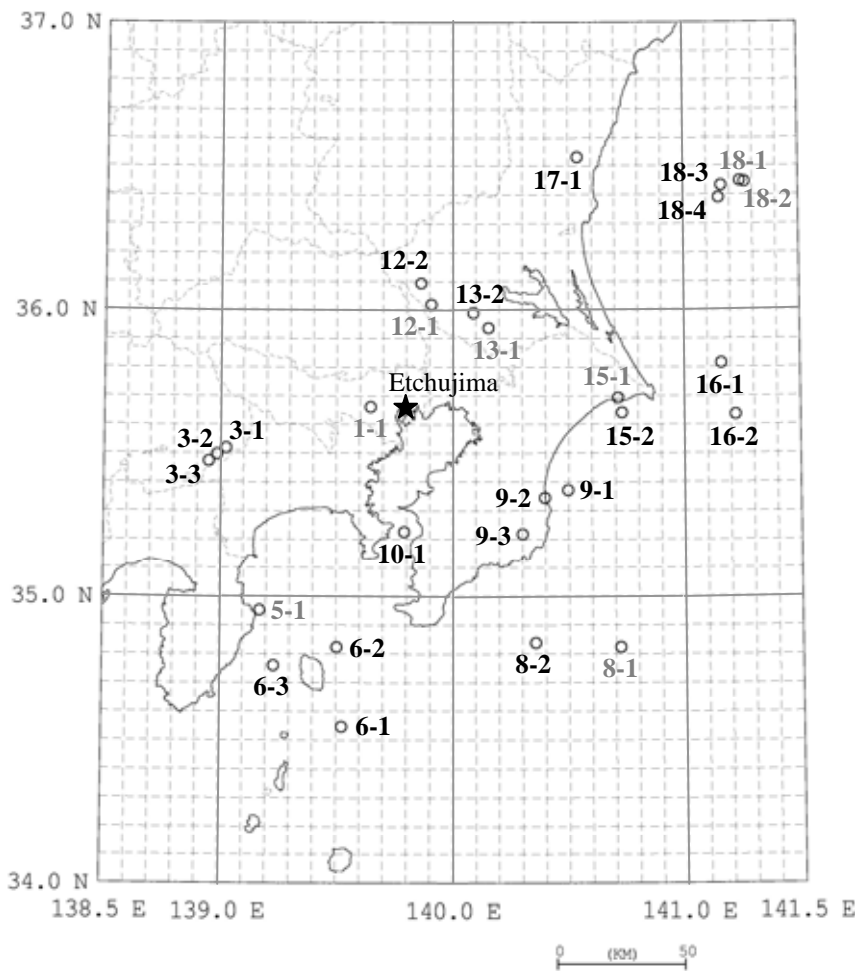 37.0 N
18-1
18-3
17-1
18-2
18-4
12-2
13-2
36.0 N
12-1
13-1
15-1
16-1
Etchujima
1-1
15-2
16-2
3-2
3-1
3-3
9-2
9-1
9-3
10-1
35.0 N
5-1
6-2
8-2
8-1
6-3
6-1
34.0 N
138.5 E
139.0 E
140.0 E
141.0 E
141.5 E
0
(KM)
50